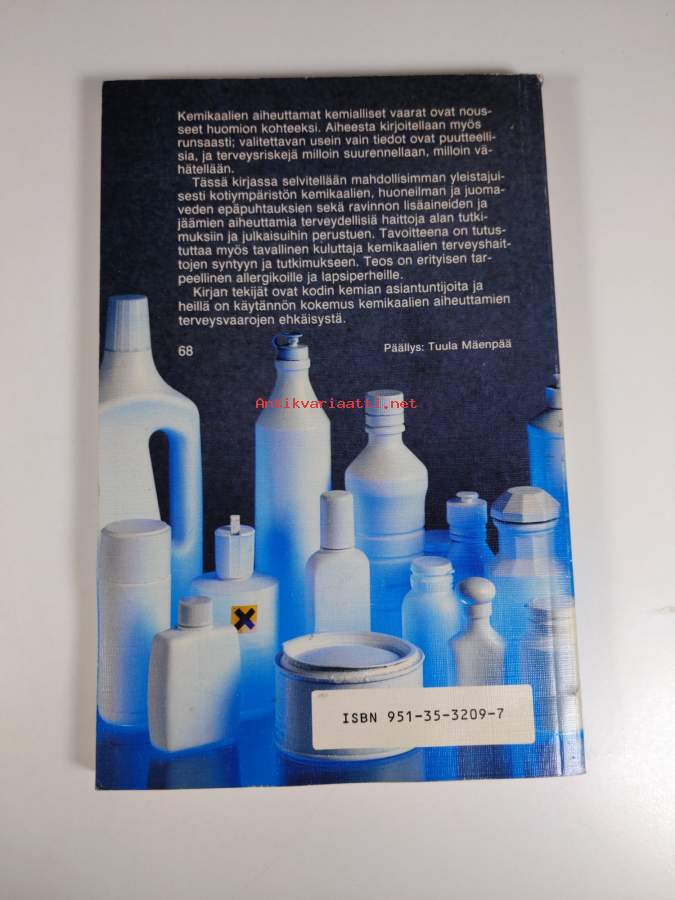 Kemikaalien aiheuttamat kemialliset vaarat ovat nous-
seet huomion kohteeksi. Aiheesta kirjoitellaan myös
runsaasti; valitettavan usein vain tiedot ovat puutteelli-
sia, ja terveysriskejä milloin suurennellaan, milloin vä-
hätellään.
Tässä kirjassa selvitellään mahdollisimman yleistajui-
sesti kotiympäristön kemikaalien, huoneilman ja juoma-
veden epäpuhtauksien sekä ravinnon lisäaineiden ja
jäämien aiheuttamia terveydellisiä haittoja alan tutki-
muksiin ja julkaisuihin perustuen. Tavoitteena on tutus-
tuttaa myös tavallinen kuluttaja kemikaalien terveyshait-
tojen syntyyn ja tutkimukseen. Teos on erityisen tar-
peellinen allergikoille ja lapsiperheille.
Kirjan tekijät ovat kodin kemian asiantuntijoita ja
heillä on käytännön kokemus kemikaalien aiheuttamien
terveysvaarojen ehkäisystä.
68 Päällys: Tuula Mäenpää
Antikvariaatti.net
ISBN 951-35-3209-7